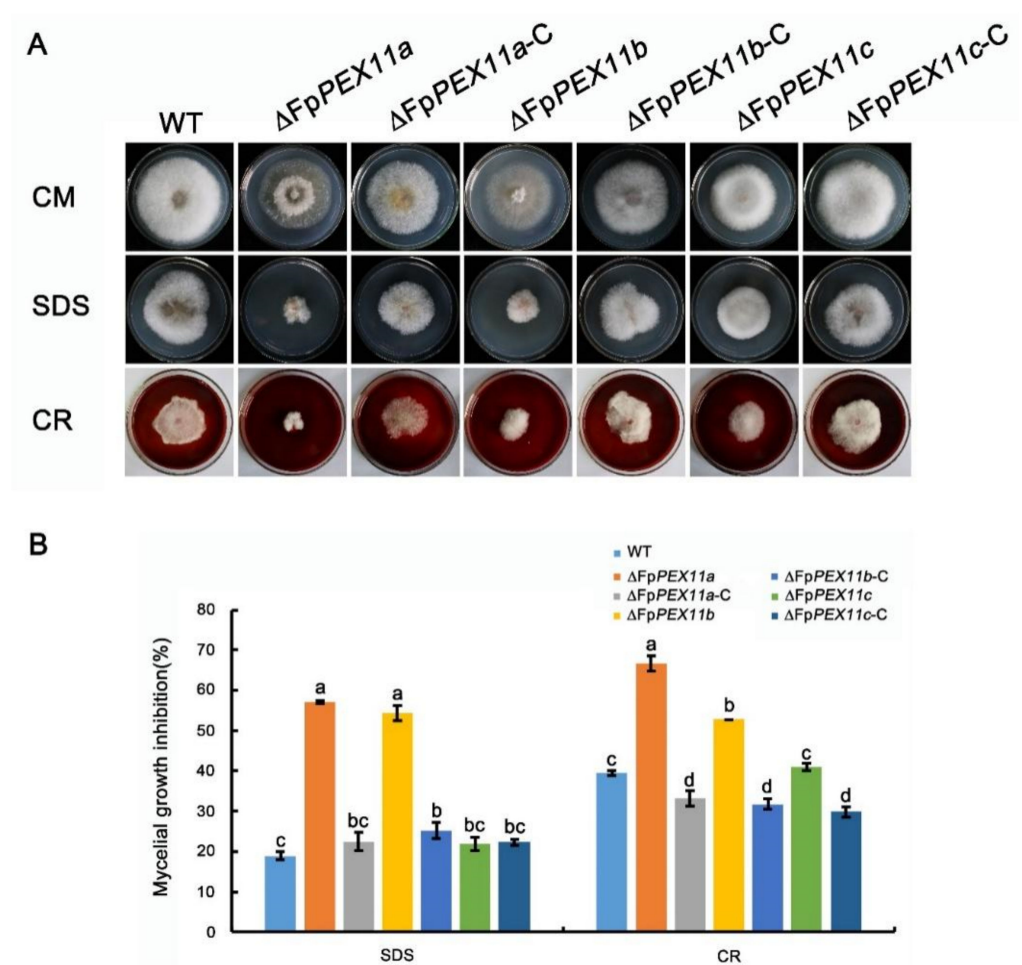 A
WT
ΔFpPEX11a
ΔFpPEX11a-C
ΔFpPEX11b
ΔFpPEX11b-C
ΔFpPEX11c
ΔFpPEX11c-C
CM
SDS
CR
B
WT
ΔFpPEX11a
ΔFpPEX11b-C
ΔFpPEX11a-C
ΔFpPEX11c
ΔFpPEX11b
ΔFpPEX11c-C
Mycelial growth inhibition(%)
80
70
60
50
40
30
20
10
0
c
a
bc
a
b
bc
bc
c
a
d
b
d
c
d
SDS
CR